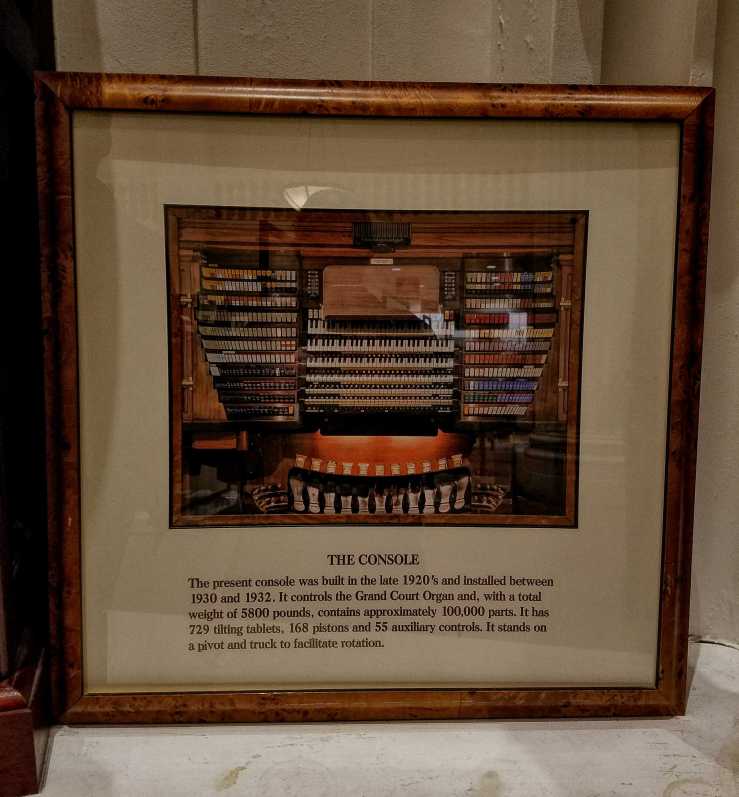 THE CONSOLE
The present console was built in the late 1920's and installed between
1930 and 1932. It controls the Grand Court Organ and, with a total
weight of 5800 pounds, contains approximately 100,000 parts. It has
729 tilting tablets, 168 pistons and 55 auxiliary controls. It stands on
a pivot and truck to facilitate rotation.